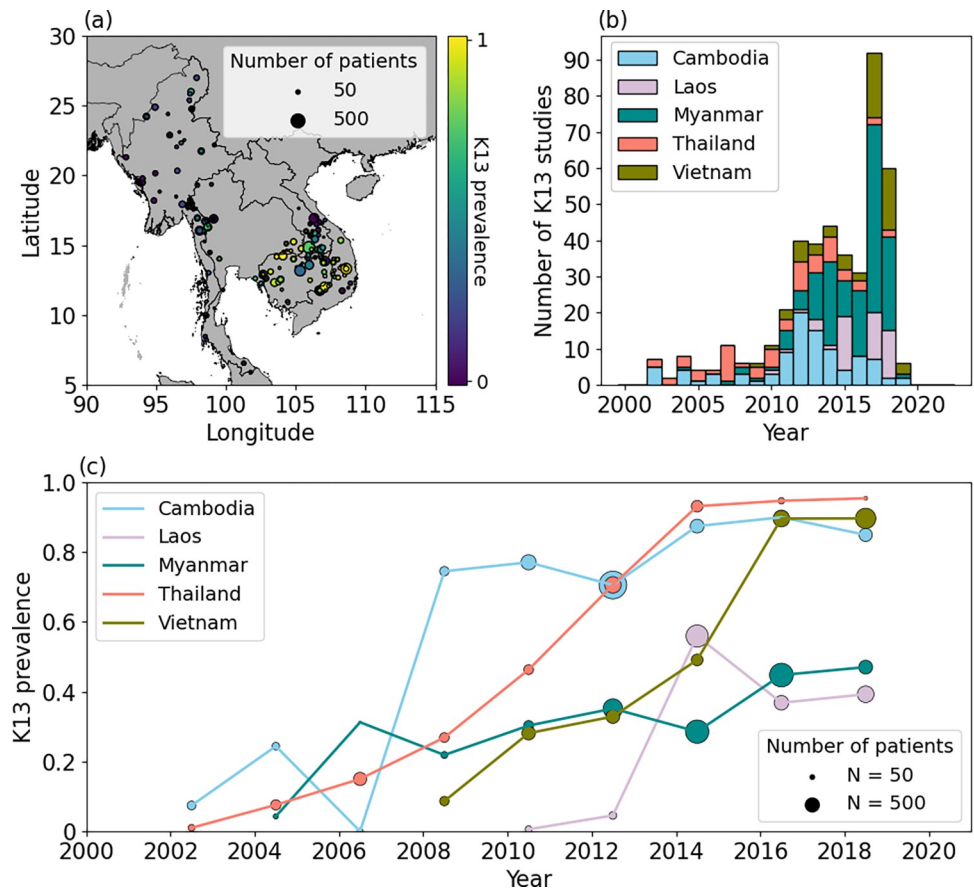 (a)
30
25
20
15
10
5
Latitude
90 95 100 105 110 115
Longitude
Number of patients
50
500
1
0
K13 prevalence
(b)
90
80
70
60
50
40
30
20
10
0
Number of K13 studies
Cambodia
Laos
Myanmar
Thailand
Vietnam
2000 2005 2010 2015 2020
Year
(c)
1.0
0.8
0.6
0.4
0.2
0
K13 prevalence
Cambodia
Laos
Myanmar
Thailand
Vietnam
Number of patients
N = 50
N = 500
2000 2002 2004 2006 2008 2010 2012 2014 2016 2018 2020
Year